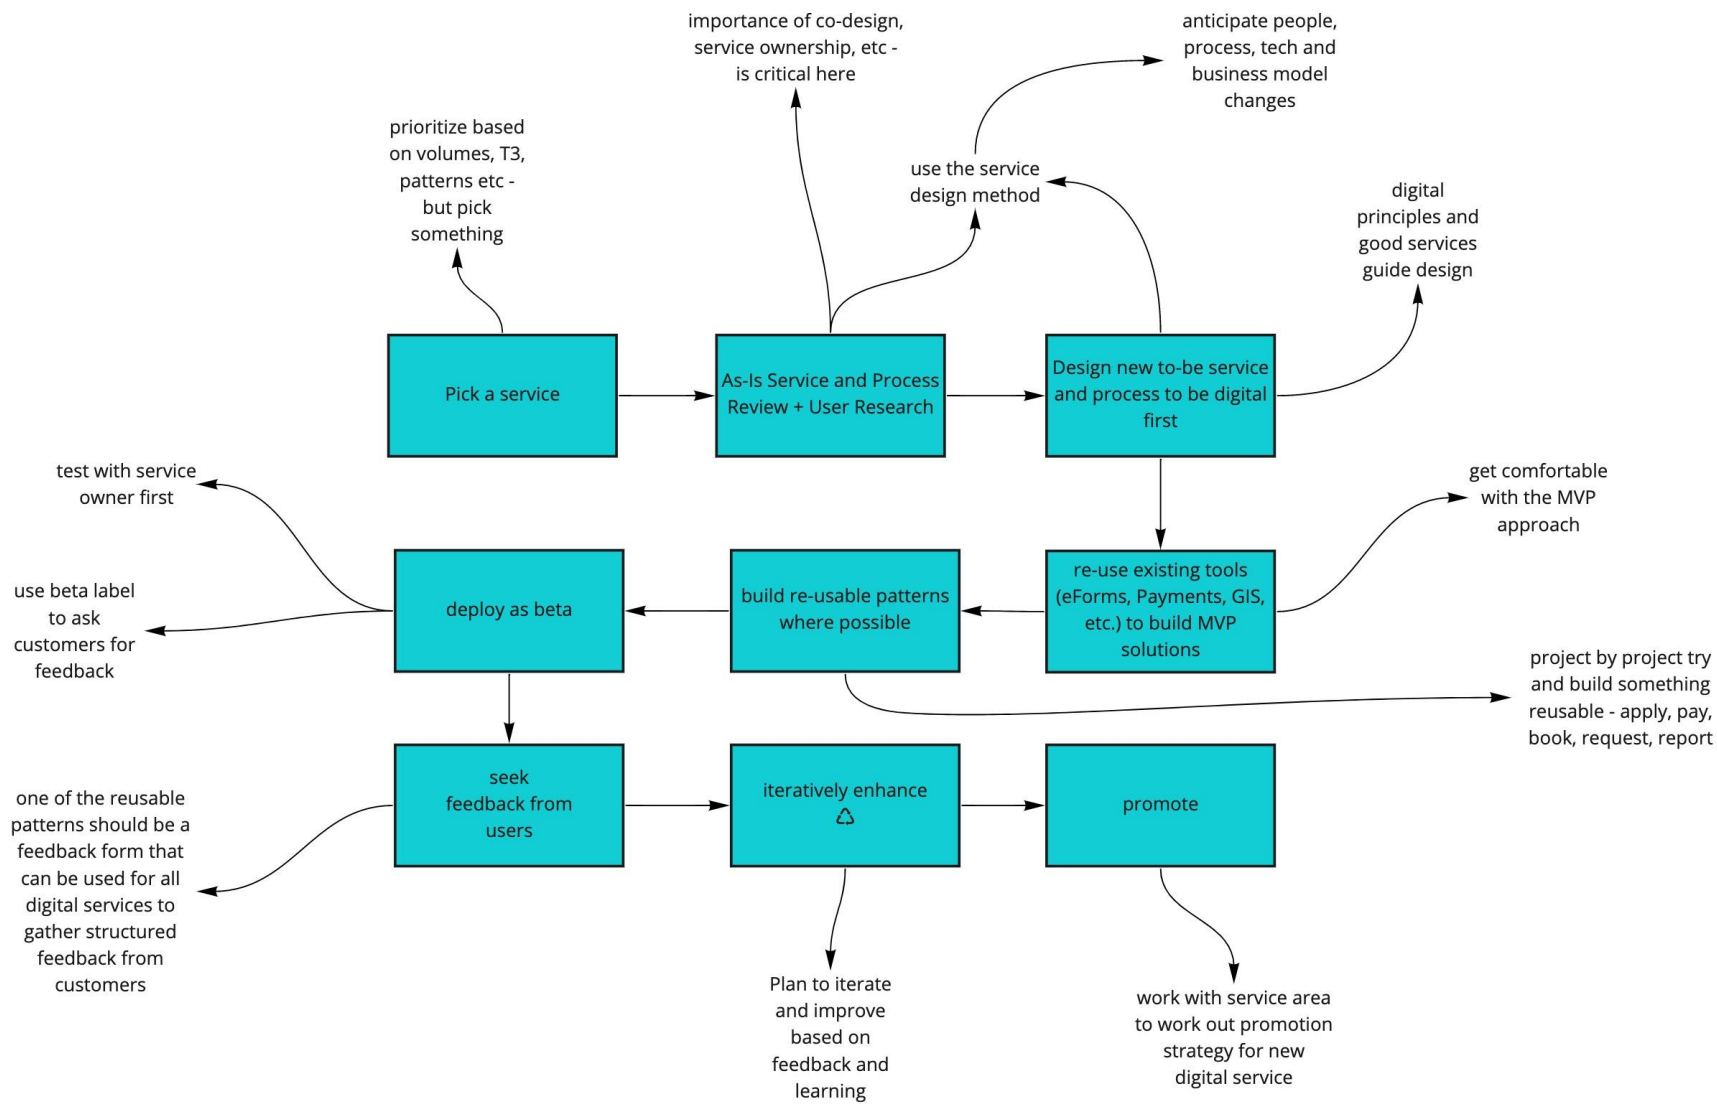 importance of co-design,
service ownership, etc -
is critical here
anticipate people,
process, tech and
business model
changes
prioritize based
on volumes, T3,
patterns etc -
but pick
something
use the service
design method
digital
principles and
good services
guide design
Pick a service
As-Is Service and Process
Review + User Research
Design new to-be service
and process to be digital
first
test with service
owner first
get comfortable
with the MVP
approach
use beta label
to ask
customers for
feedback
deploy as beta
build re-usable patterns
where possible
re-use existing tools
(eForms, Payments, GIS,
etc.) to build MVP
solutions
project by project try
and build something
reusable - apply, pay,
book, request, report
one of the reusable
patterns should be a
feedback form that
can be used for all
digital services to
gather structured
feedback from
customers
seek
feedback from
users
iteratively enhance
promote
Plan to iterate
and improve
based on
feedback and
learning
work with service area
to work out promotion
strategy for new
digital service